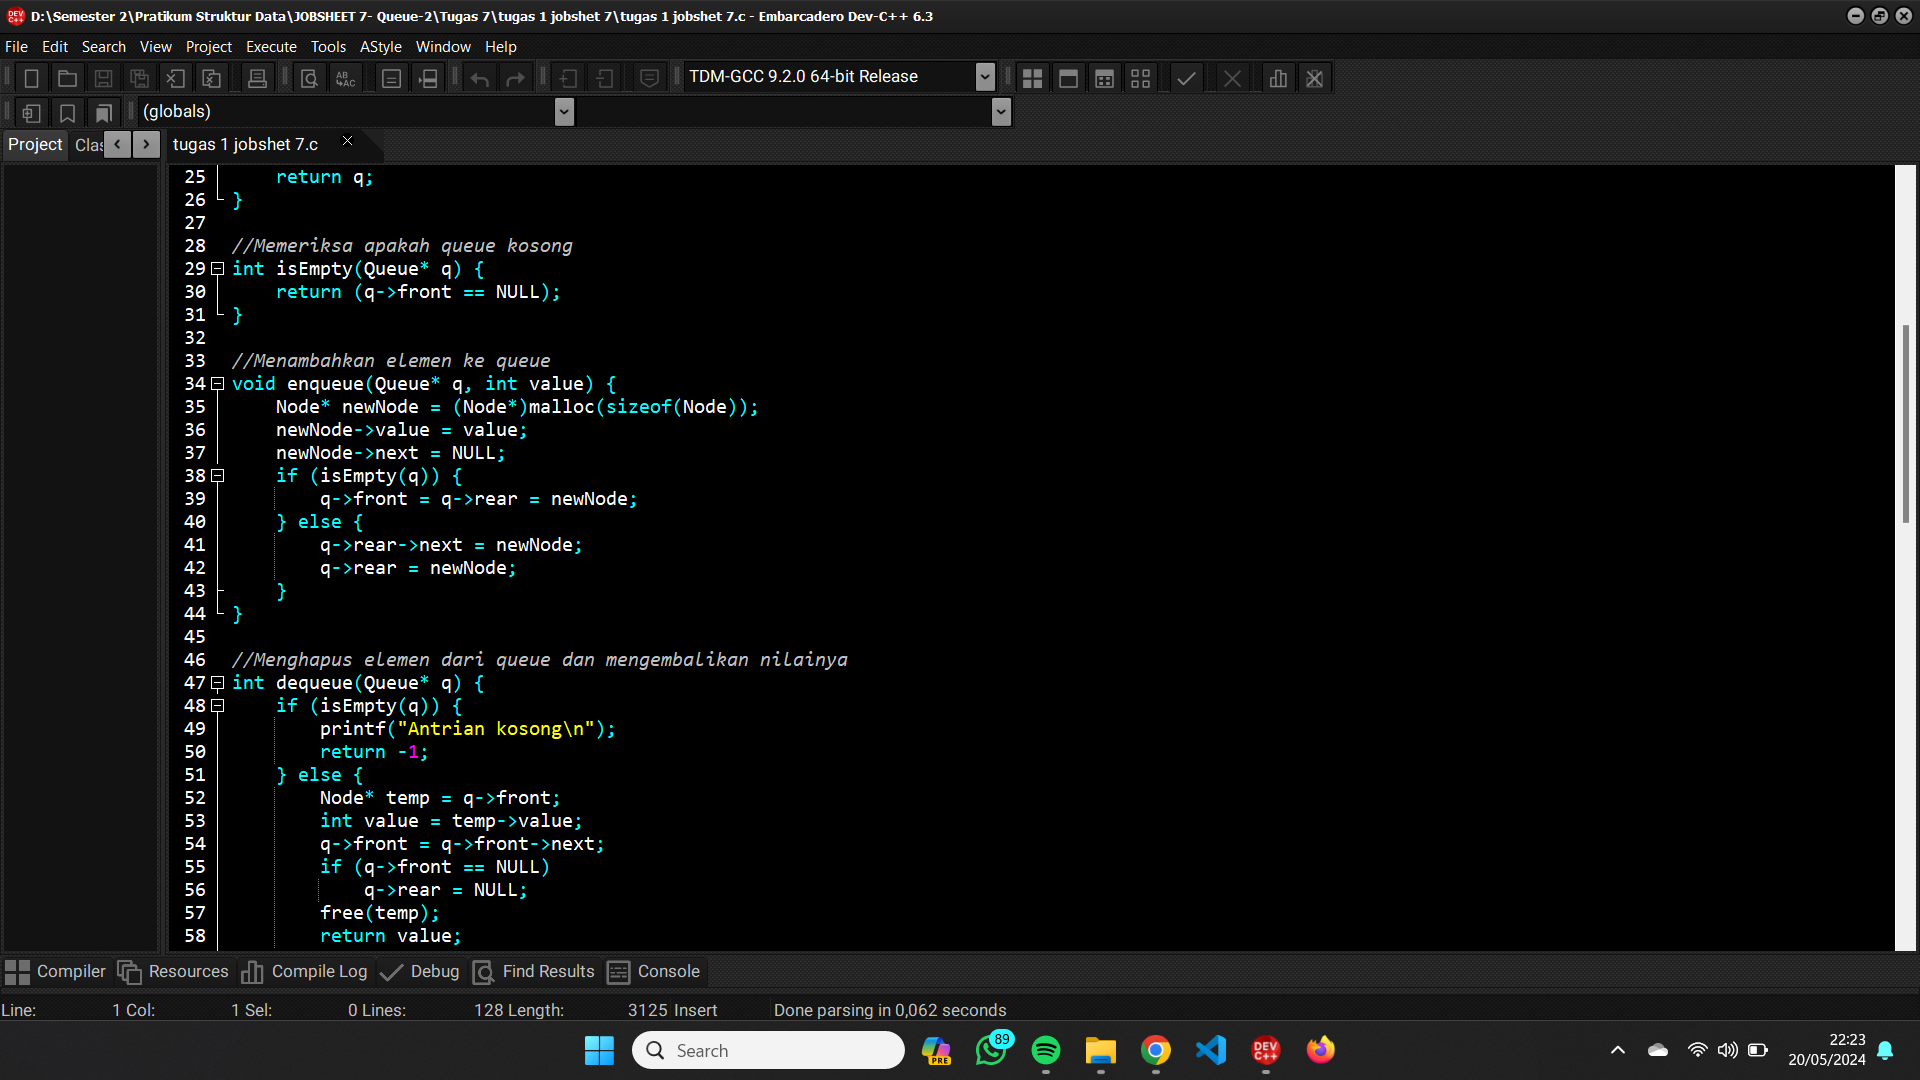 D:\Semester 2\Pratikum Struktur Data\JOBSHEET 7- Queue-2\Tugas 7\tugas 1 jobshet 7\tugas 1 jobshet 7.c - Embarcadero Dev-C++ 6.3
File Edit Search View Project Execute Tools AStyle Window Help
TDM-GCC 9.2.0 64-bit Release
(globals)
Project Clas tugas 1 jobshet 7.c
25     return q;
26 }
27
28 //Memeriksa apakah queue kosong
29 int isEmpty(Queue* q) {
30     return (q->front == NULL);
31 }
32
33 //Menambahkan elemen ke queue
34 void enqueue(Queue* q, int value) {
35     Node* newNode = (Node*)malloc(sizeof(Node));
36     newNode->value = value;
37     newNode->next = NULL;
38     if (isEmpty(q)) {
39         q->front = q->rear = newNode;
40     } else {
41         q->rear->next = newNode;
42         q->rear = newNode;
43     }
44 }
45
46 //Menghapus elemen dari queue dan mengembalikan nilainya
47 int dequeue(Queue* q) {
48     if (isEmpty(q)) {
49         printf("Antrian kosong\n");
50         return -1;
51     } else {
52         Node* temp = q->front;
53         int value = temp->value;
54         q->front = q->front->next;
55         if (q->front == NULL)
56             q->rear = NULL;
57         free(temp);
58         return value;
Compiler Resources Compile Log Debug Find Results Console
Line: 1 Col: 1 Sel: 0 Lines: 128 Length: 3125 Insert Done parsing in 0,062 seconds
Search PRE 89 DEV C++ 22:23
20/05/2024